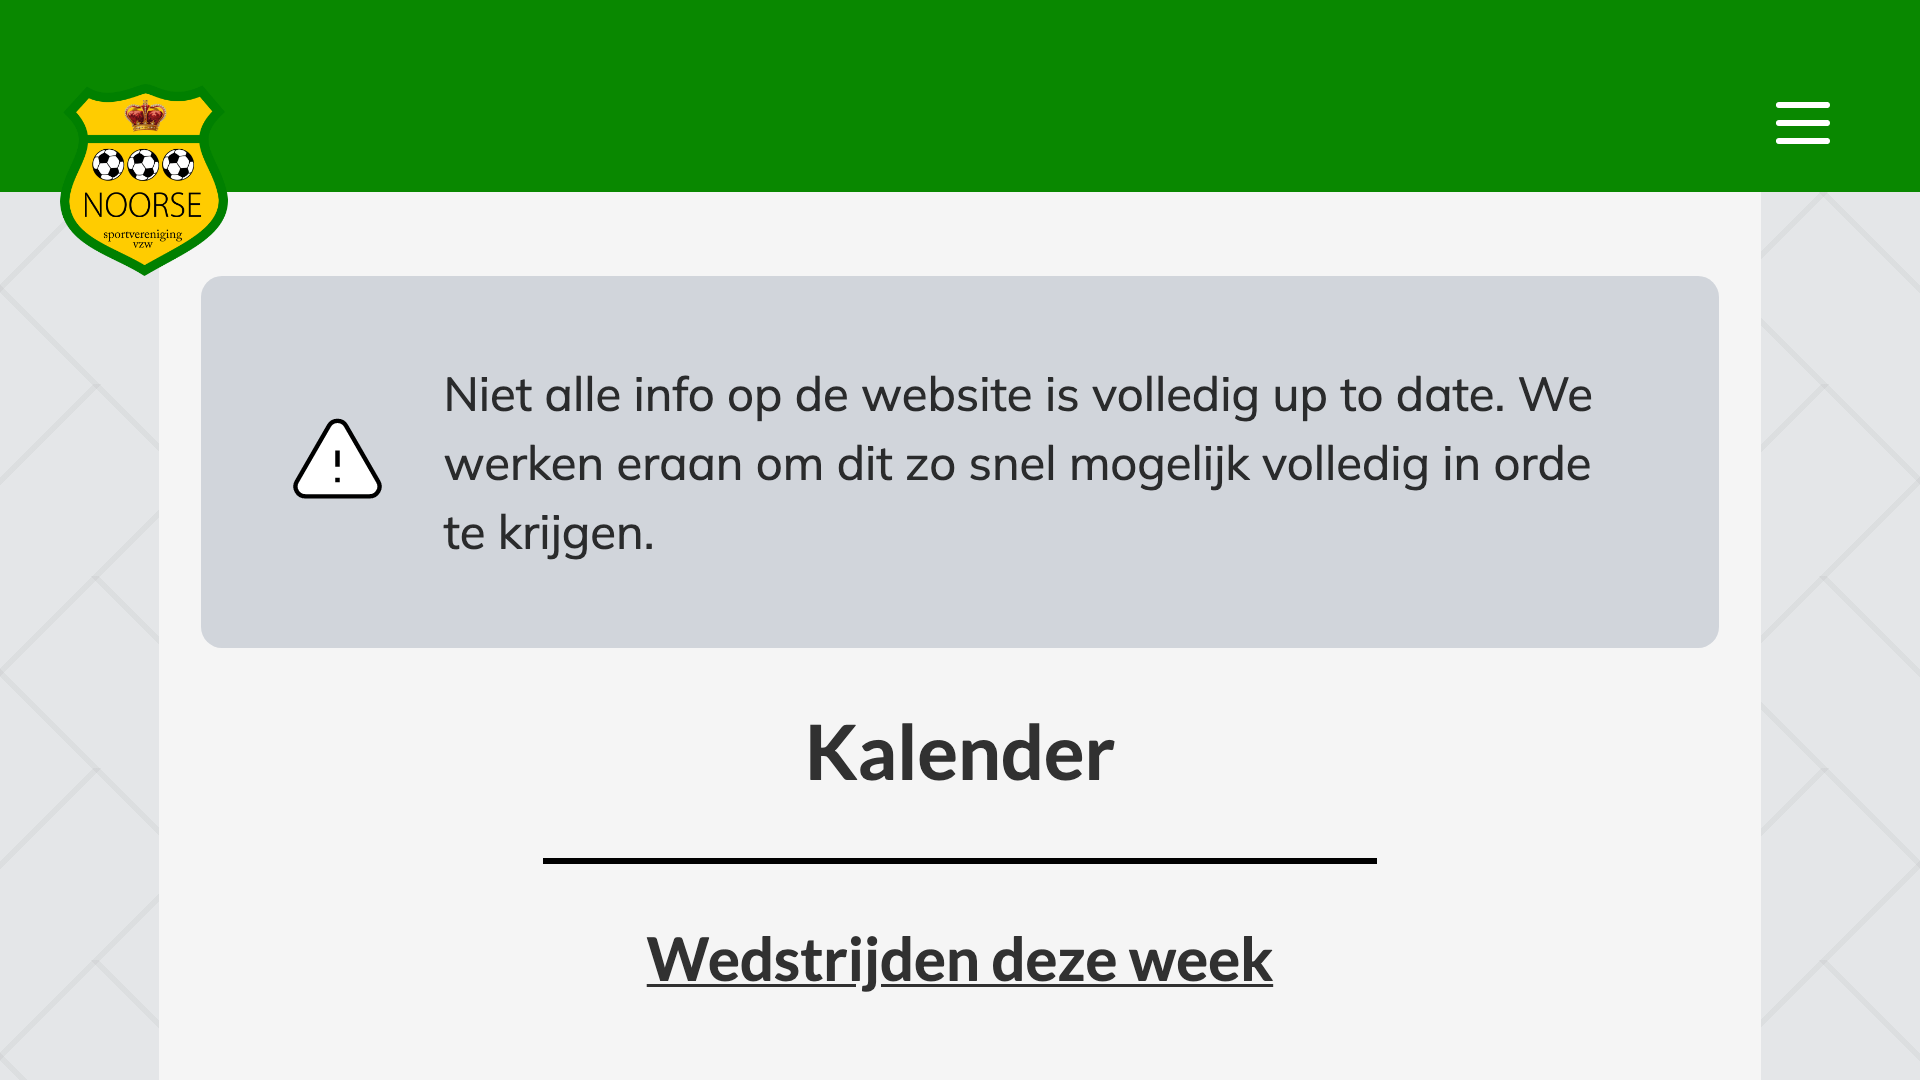 NOORSE
sportvereniging
vzw
Niet alle info op de website is volledig up to date. We
werken eraan om dit zo snel mogelijk volledig in orde
te krijgen.
Kalender
Wedstrijden deze week